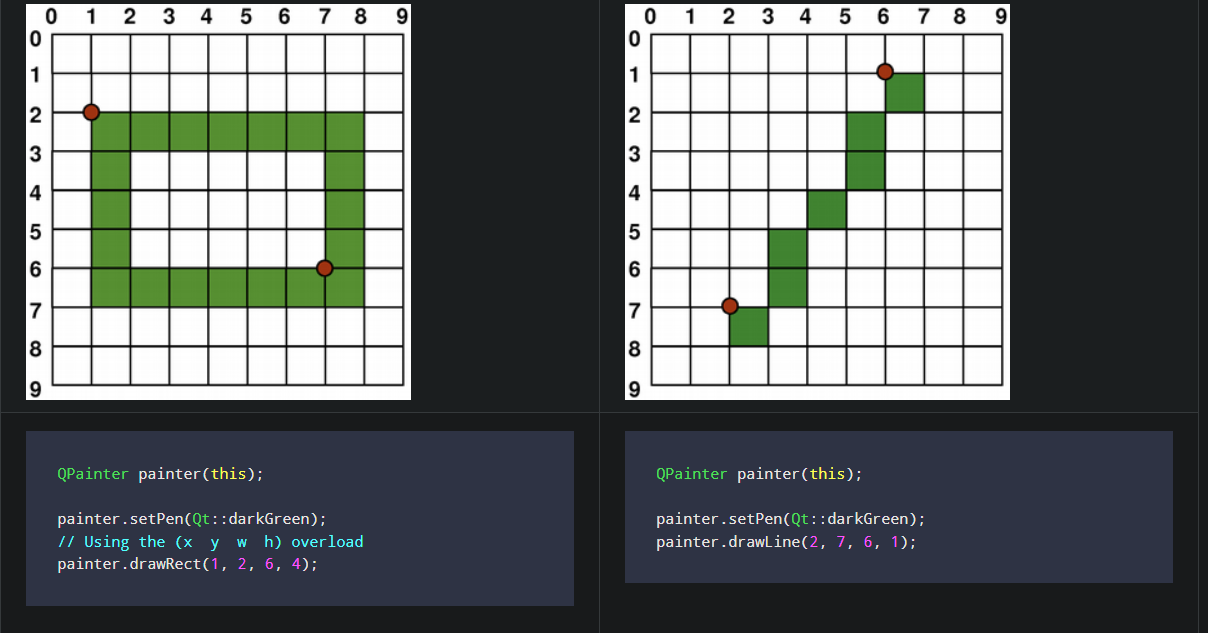 0 1 2 3 4 5 6 7 8 9
0
1
2
3
4
5
6
7
8
9
QPainter painter(this);
painter.setPen(Qt::darkGreen);
// Using the (x  y  w  h) overload
painter.drawRect(1, 2, 6, 4);
0 1 2 3 4 5 6 7 8 9
0
1
2
3
4
5
6
7
8
9
QPainter painter(this);
painter.setPen(Qt::darkGreen);
painter.drawLine(2, 7, 6, 1);